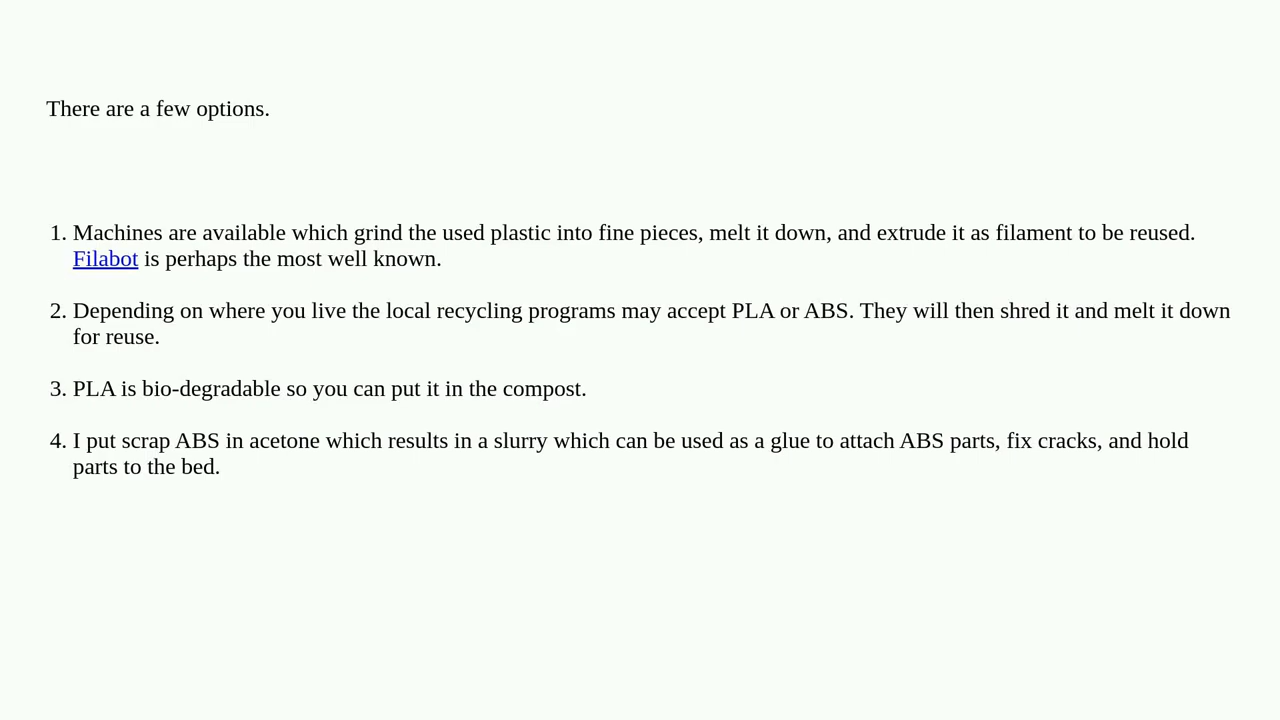 There are a few options.
1. Machines are available which grind the used plastic into fine pieces, melt it down, and extrude it as filament to be reused.
Filabot is perhaps the most well known.
2. Depending on where you live the local recycling programs may accept PLA or ABS. They will then shred it and melt it down
for reuse.
3. PLA is bio-degradable so you can put it in the compost.
4. I put scrap ABS in acetone which results in a slurry which can be used as a glue to attach ABS parts, fix cracks, and hold
parts to the bed.